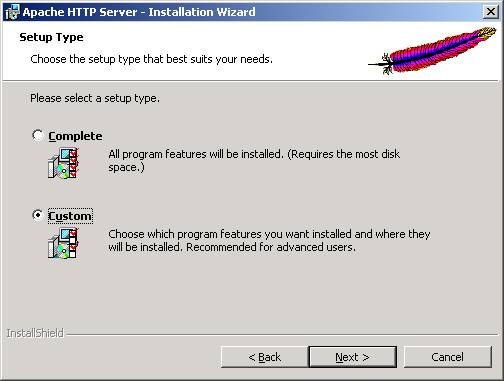 Apache HTTP Server - Installation Wizard
Setup Type
Choose the setup type that best suits your needs.
Please select a setup type.
Complete
All program features will be installed. (Requires the most disk
space.)
Custom
Choose which program features you want installed and where they
will be installed. Recommended for advanced users.
InstallShield
< Back
Next >
Cancel